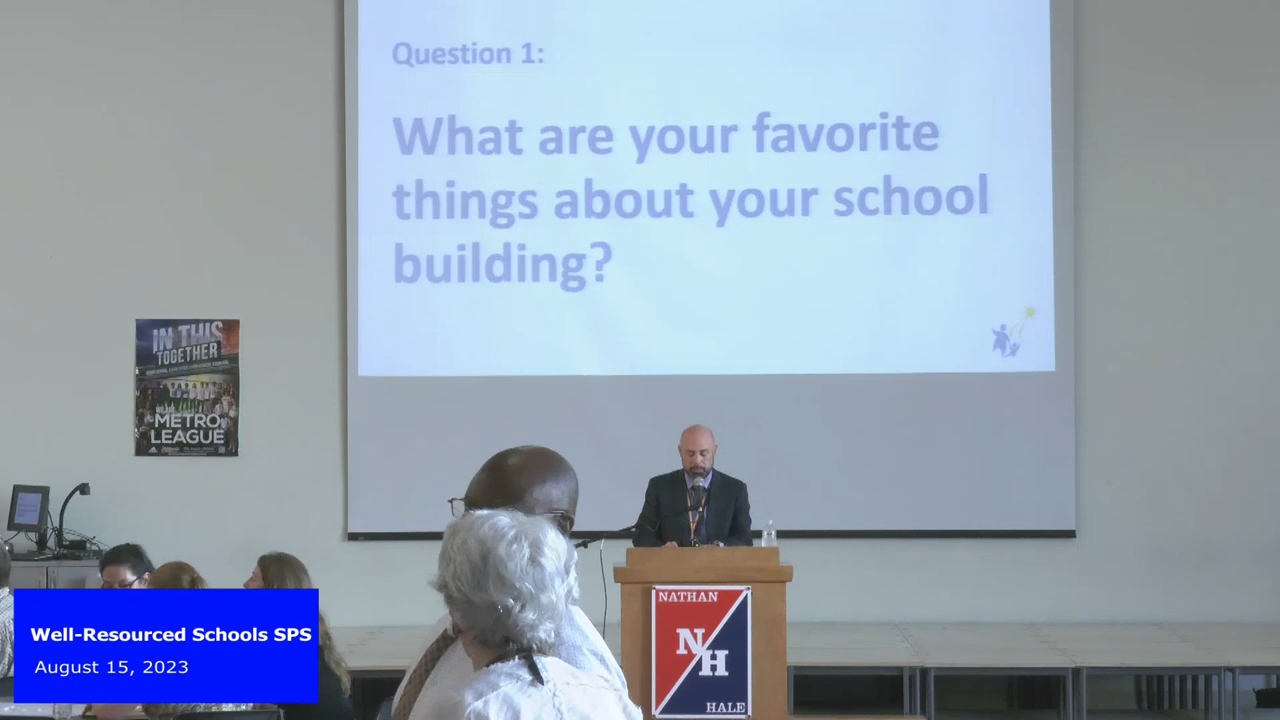 Question 1:
What are your favorite
things about your school
building?
IN THIS
TOGETHER
METRO
LEAGUE
NATHAN
N
H
HALE
Well-Resourced Schools SPS
August 15, 2023